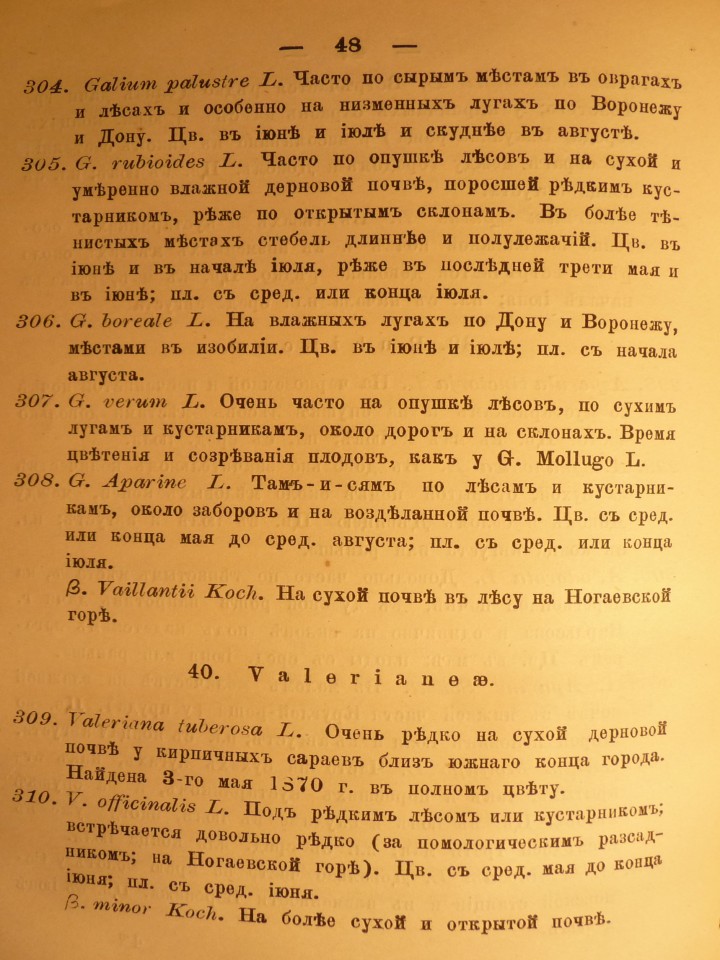 — 48 —
304. Galium palustre L. Часто по сырымъ мѣстамъ въ оврагахъ
и лѣсахъ и особенно на низменныхъ лугахъ по Воронежу
и Дону. Цв. въ іюнѣ и іюлѣ и скуднѣе въ августѣ.
305. G. rubioides L. Часто по опушкѣ лѣсовъ и на сухой и
умѣренно влажной дерновой почвѣ, поросшей рѣдкимъ кус-
тарникомъ, рѣже по открытымъ склонамъ. Въ болѣе тѣ-
нистыхъ мѣстахъ стебель длиннѣе и полулежачій. Цв. въ
іюнѣ и въ началѣ іюля, рѣже въ послѣдней трети мая и
въ іюнѣ; пл. съ сред. или конца іюля.
306. G. boreale L. На влажныхъ лугахъ по Дону и Воронежу,
мѣстами въ изобиліи. Цв. въ іюнѣ и іюлѣ; пл. съ начала
августа.
307. G. verum L. Очень часто на опушкѣ лѣсовъ, по сухимъ
лугамъ и кустарникамъ, около дорогъ и на склонахъ. Время
цвѣтенія и созрѣванія плодовъ, какъ у G. Mollugo L.
308. G. Aparine L. Тамъ-и-сямъ по лѣсамъ и кустарни-
камъ, около заборовъ и на воздѣланной почвѣ. Цв. съ сред.
или конца мая до сред. августа; пл. съ сред. или конца
іюля.
β. Vaillantii Koch. На сухой почвѣ въ лѣсу на Ногаевской
горѣ.
40. Valerianeæ.
309. Valeriana tuberosa L. Очень рѣдко на сухой дерновой
почвѣ у кирпичныхъ сараевъ близъ южнаго конца города.
Найдена 3-го мая 1870 г. въ полномъ цвѣту.
310. V. officinalis L. Подъ рѣдкимъ лѣсомъ или кустарникомъ;
встрѣчается довольно рѣдко (за помологическимъ разсад-
никомъ; на Ногаевской горѣ). Цв. съ сред. мая до конца
іюня; пл. съ сред. іюня.
β. minor Koch. На болѣе сухой и открытой почвѣ.